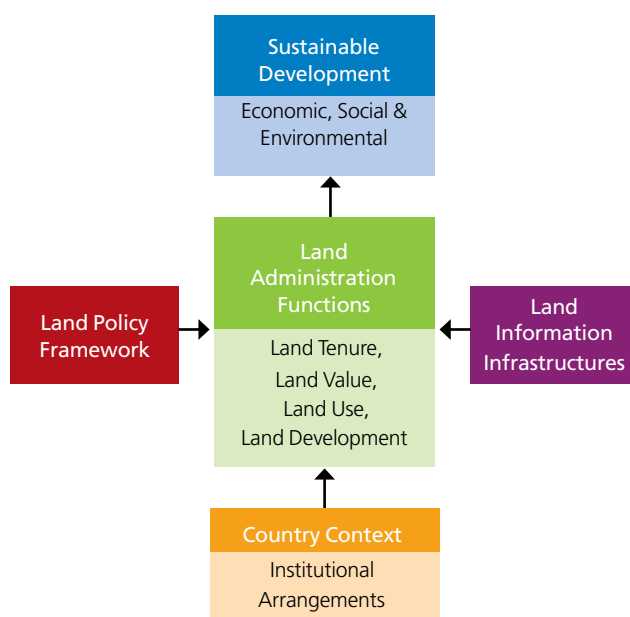 Sustainable
Development
Economic, Social &
Environmental
Land
Administration
Functions
Land Tenure,
Land Value,
Land Use,
Land Development
Land Policy
Framework
Land
Information
Infrastructures
Country Context
Institutional
Arrangements